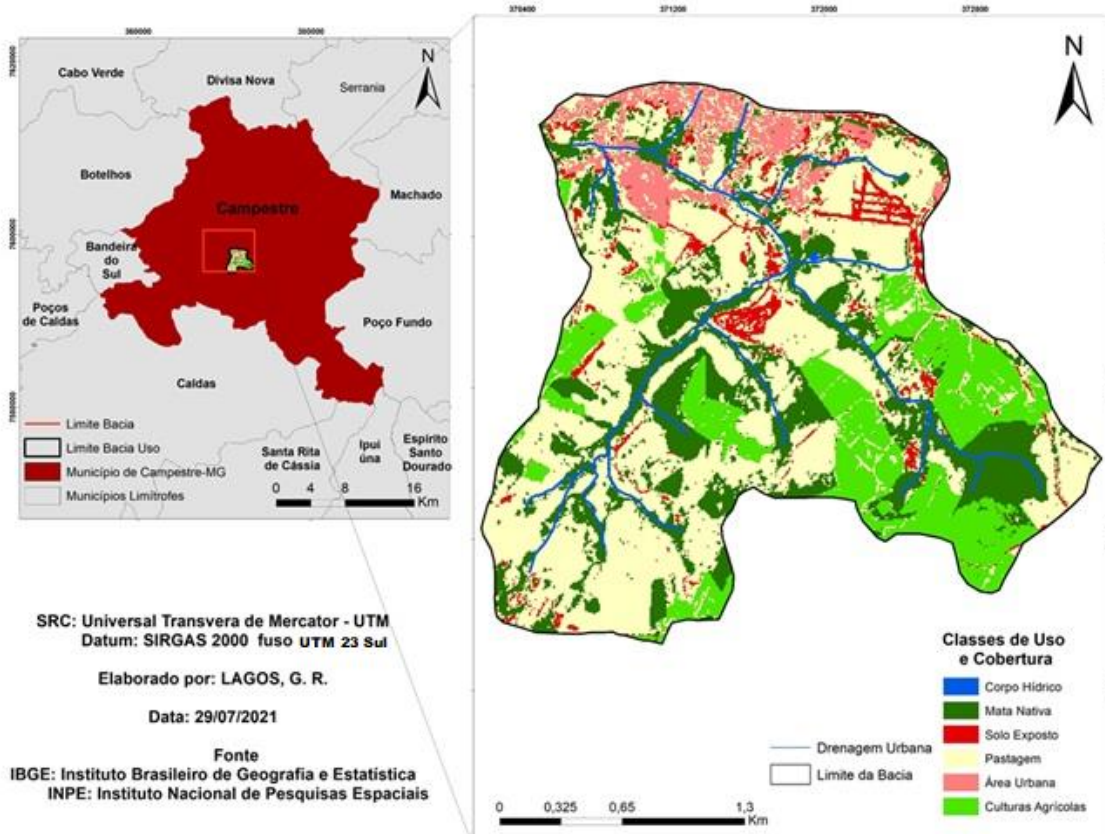 360000
380000
7620000
7600000
7580000
Cabo Verde
Divisa Nova
Serrania
N
Botelhos
Machado
Campestre
Bandeira
do
Sul
Poços
de Caldas
Poço Fundo
Caldas
Limite Bacia
Limite Bacia Uso
Município de Campestre-MG
Municípios Limítrofes
Santa Rita
de Cássia
Ipui
úna
Espírito
Santo
Dourado
0 4 8 16
Km
SRC: Universal Transvera de Mercator - UTM
Datum: SIRGAS 2000 fuso UTM 23 Sul
Elaborado por: LAGOS, G. R.
Data: 29/07/2021
Fonte
IBGE: Instituto Brasileiro de Geografia e Estatística
INPE: Instituto Nacional de Pesquisas Espaciais
370400
371200
372000
372800
N
Drenagem Urbana
Limite da Bacia
0 0,325 0,65 1,3
Km
Classes de Uso
e Cobertura
Corpo Hídrico
Mata Nativa
Solo Exposto
Pastagem
Área Urbana
Culturas Agrícolas